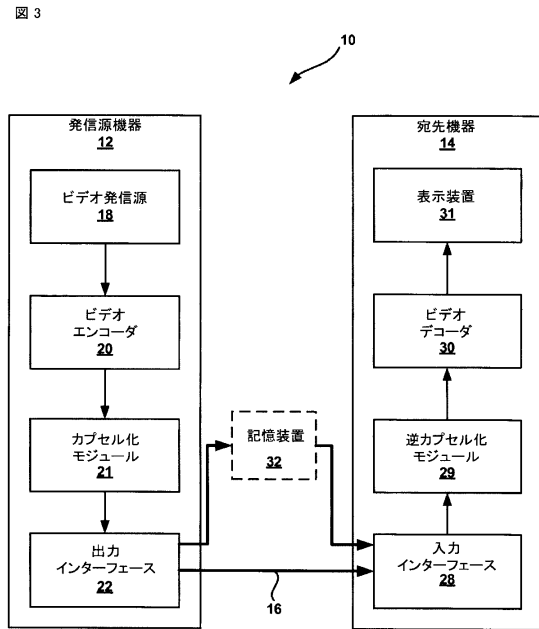 図 3
10
発信源機器
12
ビデオ発信源
18
ビデオ
エンコーダ
20
カプセル化
モジュール
21
出力
インターフェース
22
記憶装置
32
16
宛先機器
14
表示装置
31
ビデオ
デコーダ
30
逆カプセル化
モジュール
29
入力
インターフェース
28